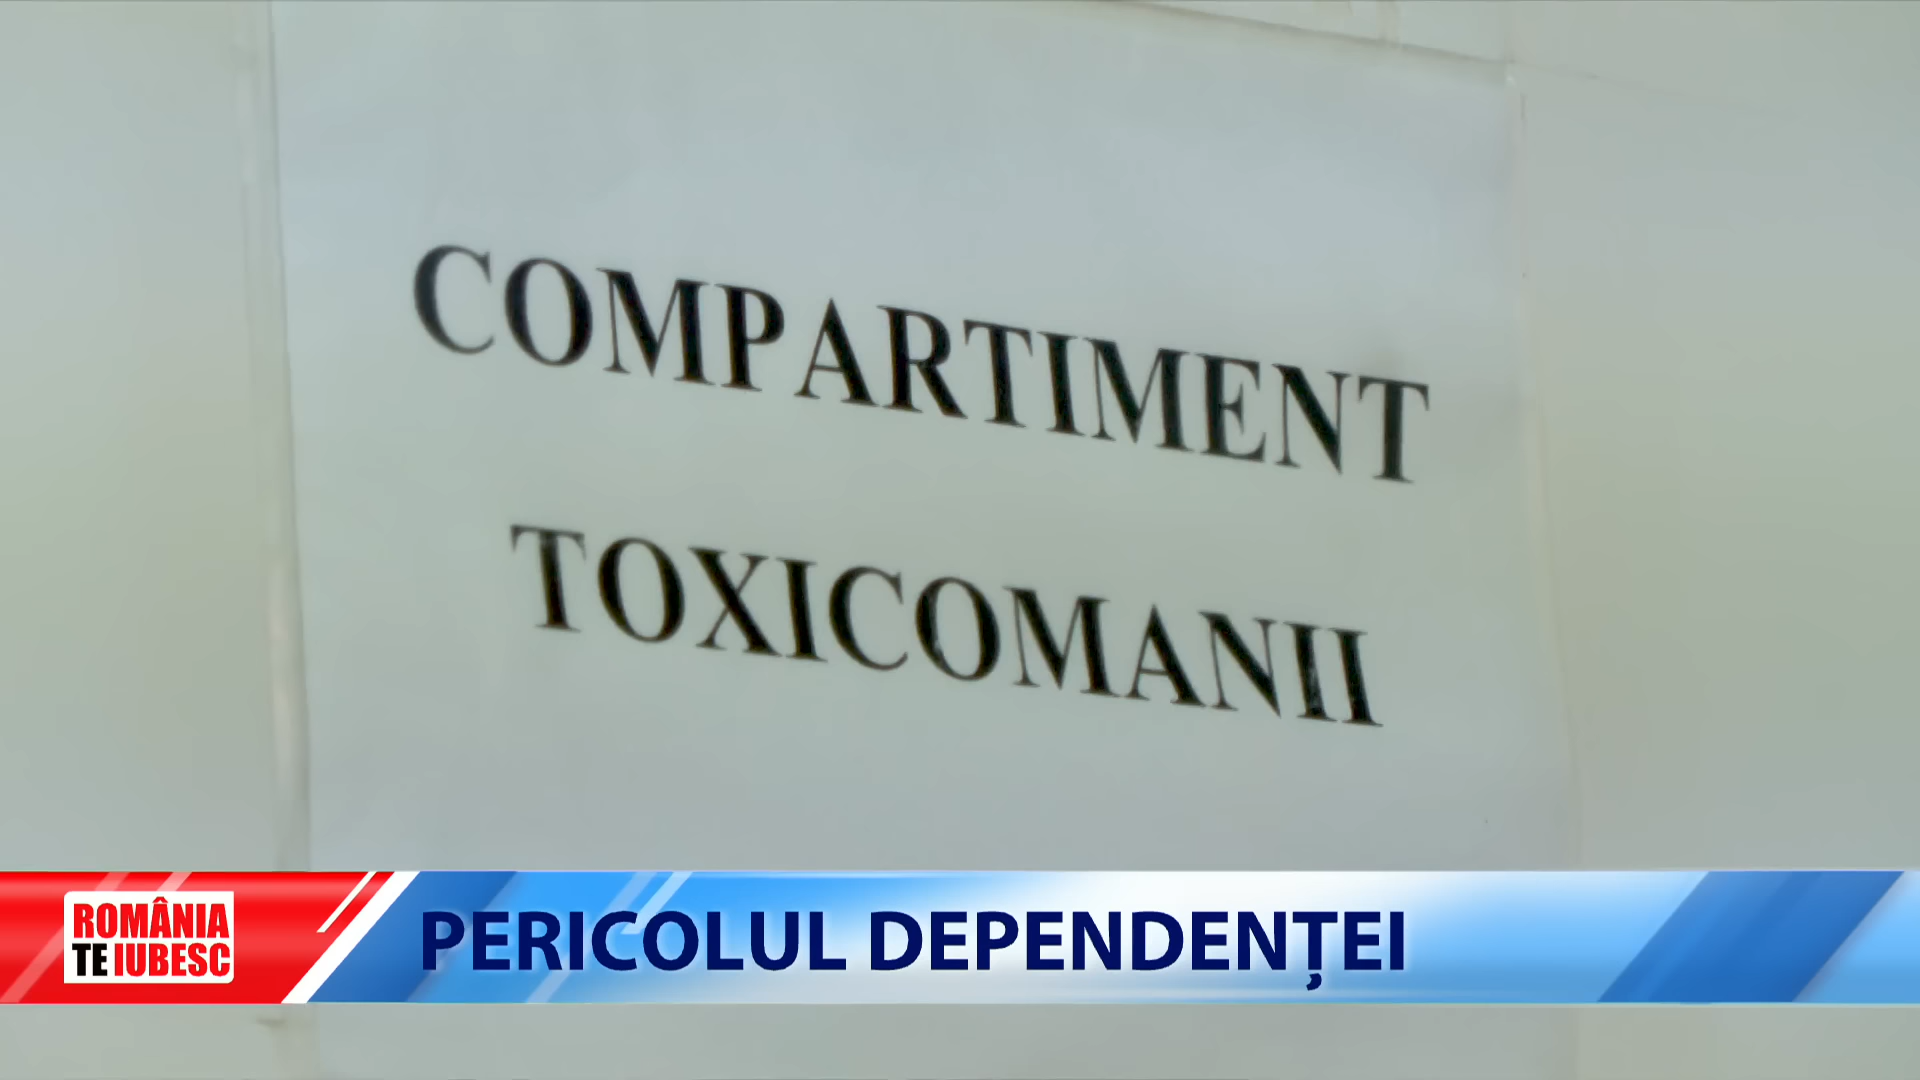 COMPARTIMENT
TOXICOMANII
ROMÂNIA
TE IUBESC
PERICOLUL DEPENDENȚEI